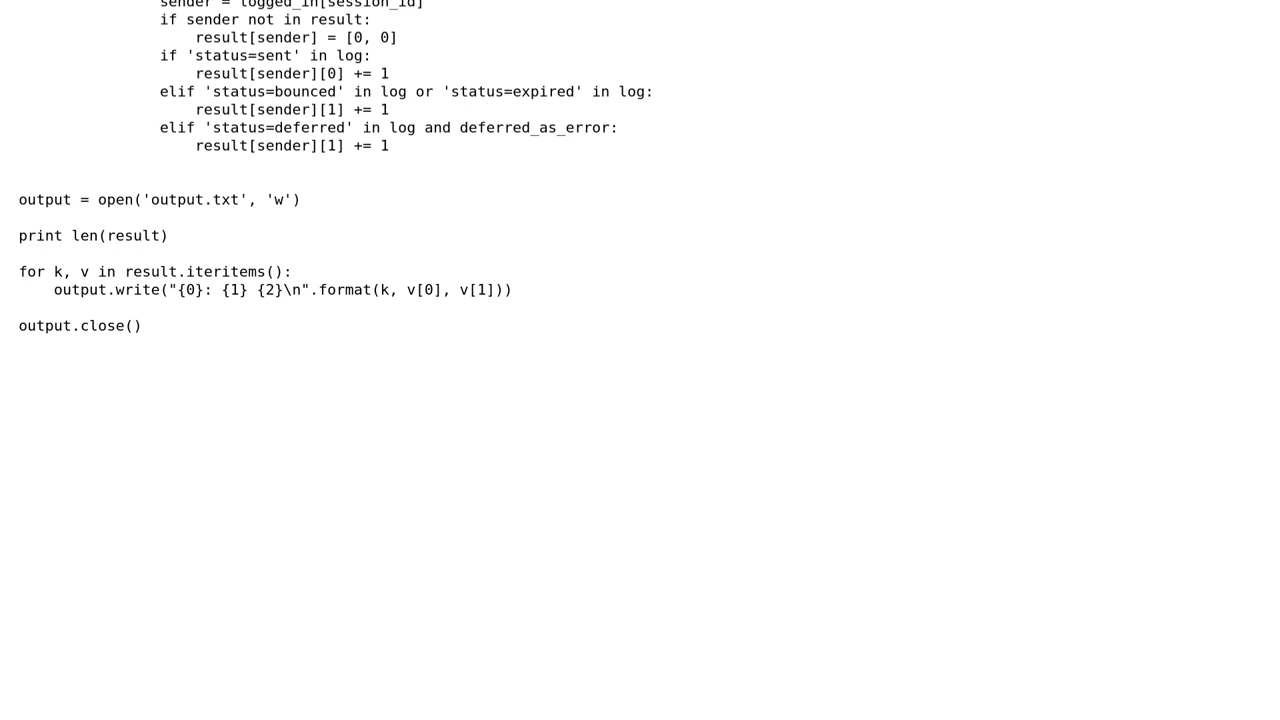 sender = logged_in[session_id]
if sender not in result:
result[sender] = [0, 0]
if 'status=sent' in log:
result[sender][0] += 1
elif 'status=bounced' in log or 'status=expired' in log:
result[sender][1] += 1
elif 'status=deferred' in log and deferred_as_error:
result[sender][1] += 1
output = open('output.txt', 'w')
print len(result)
for k, v in result.iteritems():
output.write("{0}: {1} {2}\n".format(k, v[0], v[1]))
output.close()